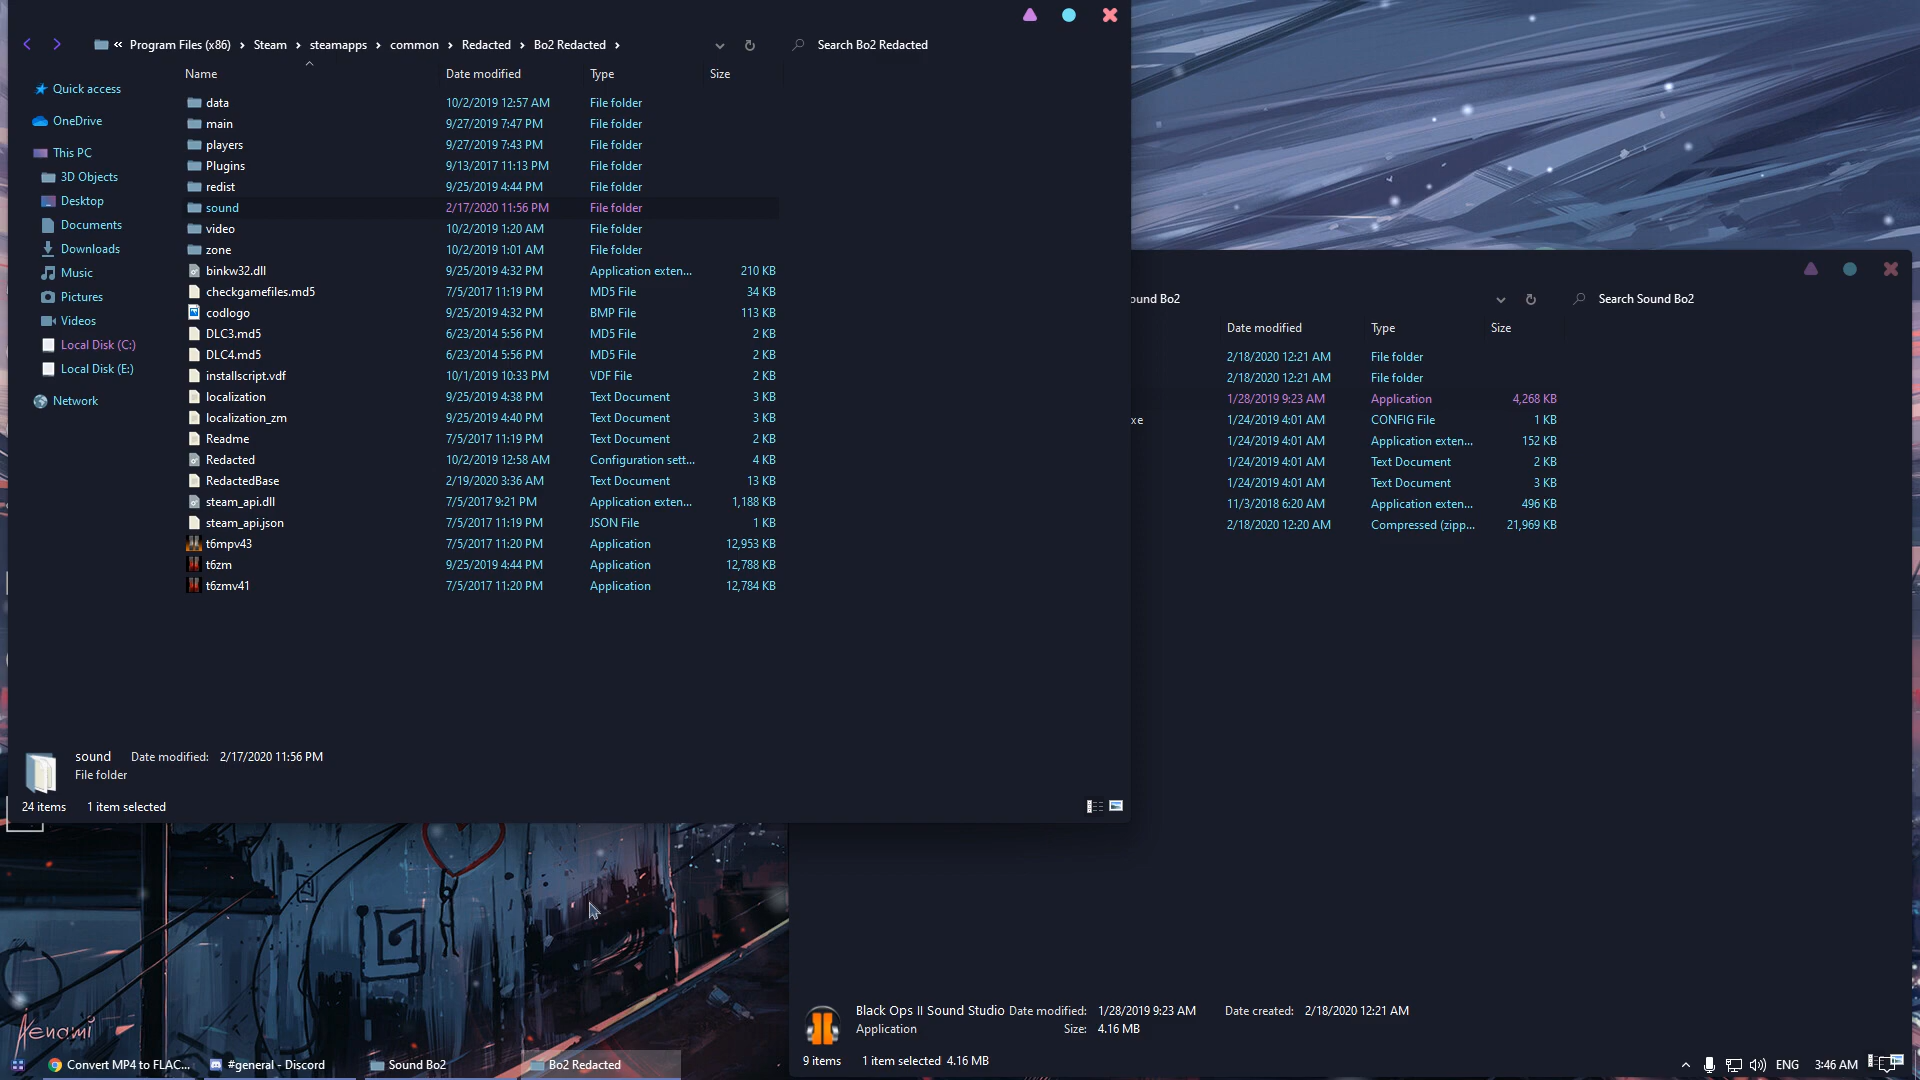 « Program Files (x86) › Steam › steamapps › common › Redacted › Bo2 Redacted ›
Search Bo2 Redacted
Name Date modified Type Size
Quick access
OneDrive
This PC
3D Objects
Desktop
Documents
Downloads
Music
Pictures
Videos
Local Disk (C:)
Local Disk (E:)
Network
data 10/2/2019 12:57 AM File folder
main 9/27/2019 7:47 PM File folder
players 9/27/2019 7:43 PM File folder
Plugins 9/13/2017 11:13 PM File folder
redist 9/25/2019 4:44 PM File folder
sound 2/17/2020 11:56 PM File folder
video 10/2/2019 1:20 AM File folder
zone 10/2/2019 1:01 AM File folder
binkw32.dll 9/25/2019 4:32 PM Application exten... 210 KB
checkgamefiles.md5 7/5/2017 11:19 PM MD5 File 34 KB
codlogo 9/25/2019 4:32 PM BMP File 113 KB
DLC3.md5 6/23/2014 5:56 PM MD5 File 2 KB
DLC4.md5 6/23/2014 5:56 PM MD5 File 2 KB
installscript.vdf 10/1/2019 10:33 PM VDF File 2 KB
localization 9/25/2019 4:38 PM Text Document 3 KB
localization_zm 9/25/2019 4:40 PM Text Document 3 KB
Readme 7/5/2017 11:19 PM Text Document 2 KB
Redacted 10/2/2019 12:58 AM Configuration sett... 4 KB
RedactedBase 2/19/2020 3:36 AM Text Document 13 KB
steam_api.dll 7/5/2017 9:21 PM Application exten... 1,188 KB
steam_api.json 7/5/2017 11:19 PM JSON File 1 KB
t6mpv43 7/5/2017 11:20 PM Application 12,953 KB
t6zm 9/25/2019 4:44 PM Application 12,788 KB
t6zmv41 7/5/2017 11:20 PM Application 12,784 KB
sound Date modified: 2/17/2020 11:56 PM
File folder
24 items 1 item selected
ound Bo2
Search Sound Bo2
Date modified Type Size
2/18/2020 12:21 AM File folder
2/18/2020 12:21 AM File folder
1/28/2019 9:23 AM Application 4,268 KB
xe 1/24/2019 4:01 AM CONFIG File 1 KB
1/24/2019 4:01 AM Application exten... 152 KB
1/24/2019 4:01 AM Text Document 2 KB
1/24/2019 4:01 AM Text Document 3 KB
11/3/2018 6:20 AM Application exten... 496 KB
2/18/2020 12:20 AM Compressed (zipp... 21,969 KB
Black Ops II Sound Studio Date modified: 1/28/2019 9:23 AM Date created: 2/18/2020 12:21 AM
Application Size: 4.16 MB
9 items 1 item selected 4.16 MB
Aenami
Convert MP4 to FLAC... #general - Discord Sound Bo2 Bo2 Redacted ENG 3:46 AM